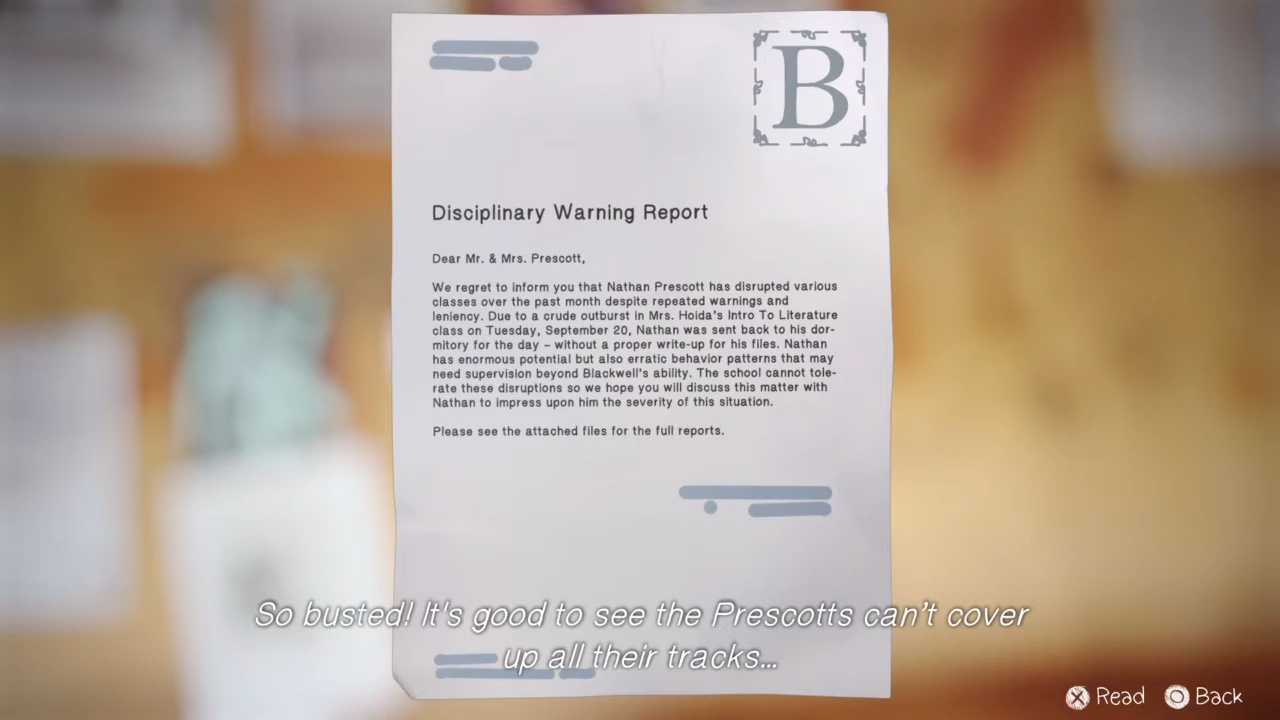 B
Disciplinary Warning Report
Dear Mr. & Mrs. Prescott,
We regret to inform you that Nathan Prescott has disrupted various
classes over the past month despite repeated warnings and
leniency. Due to a crude outburst in Mrs. Hoida's Intro To Literature
class on Tuesday, September 20, Nathan was sent back to his dor-
mitory for the day – without a proper write-up for his files. Nathan
has enormous potential but also erratic behavior patterns that may
need supervision beyond Blackwell's ability. The school cannot tole-
rate these disruptions so we hope you will discuss this matter with
Nathan to impress upon him the severity of this situation.
Please see the attached files for the full reports.
So busted! It's good to see the Prescotts can't cover
up all their tracks...
Read Back